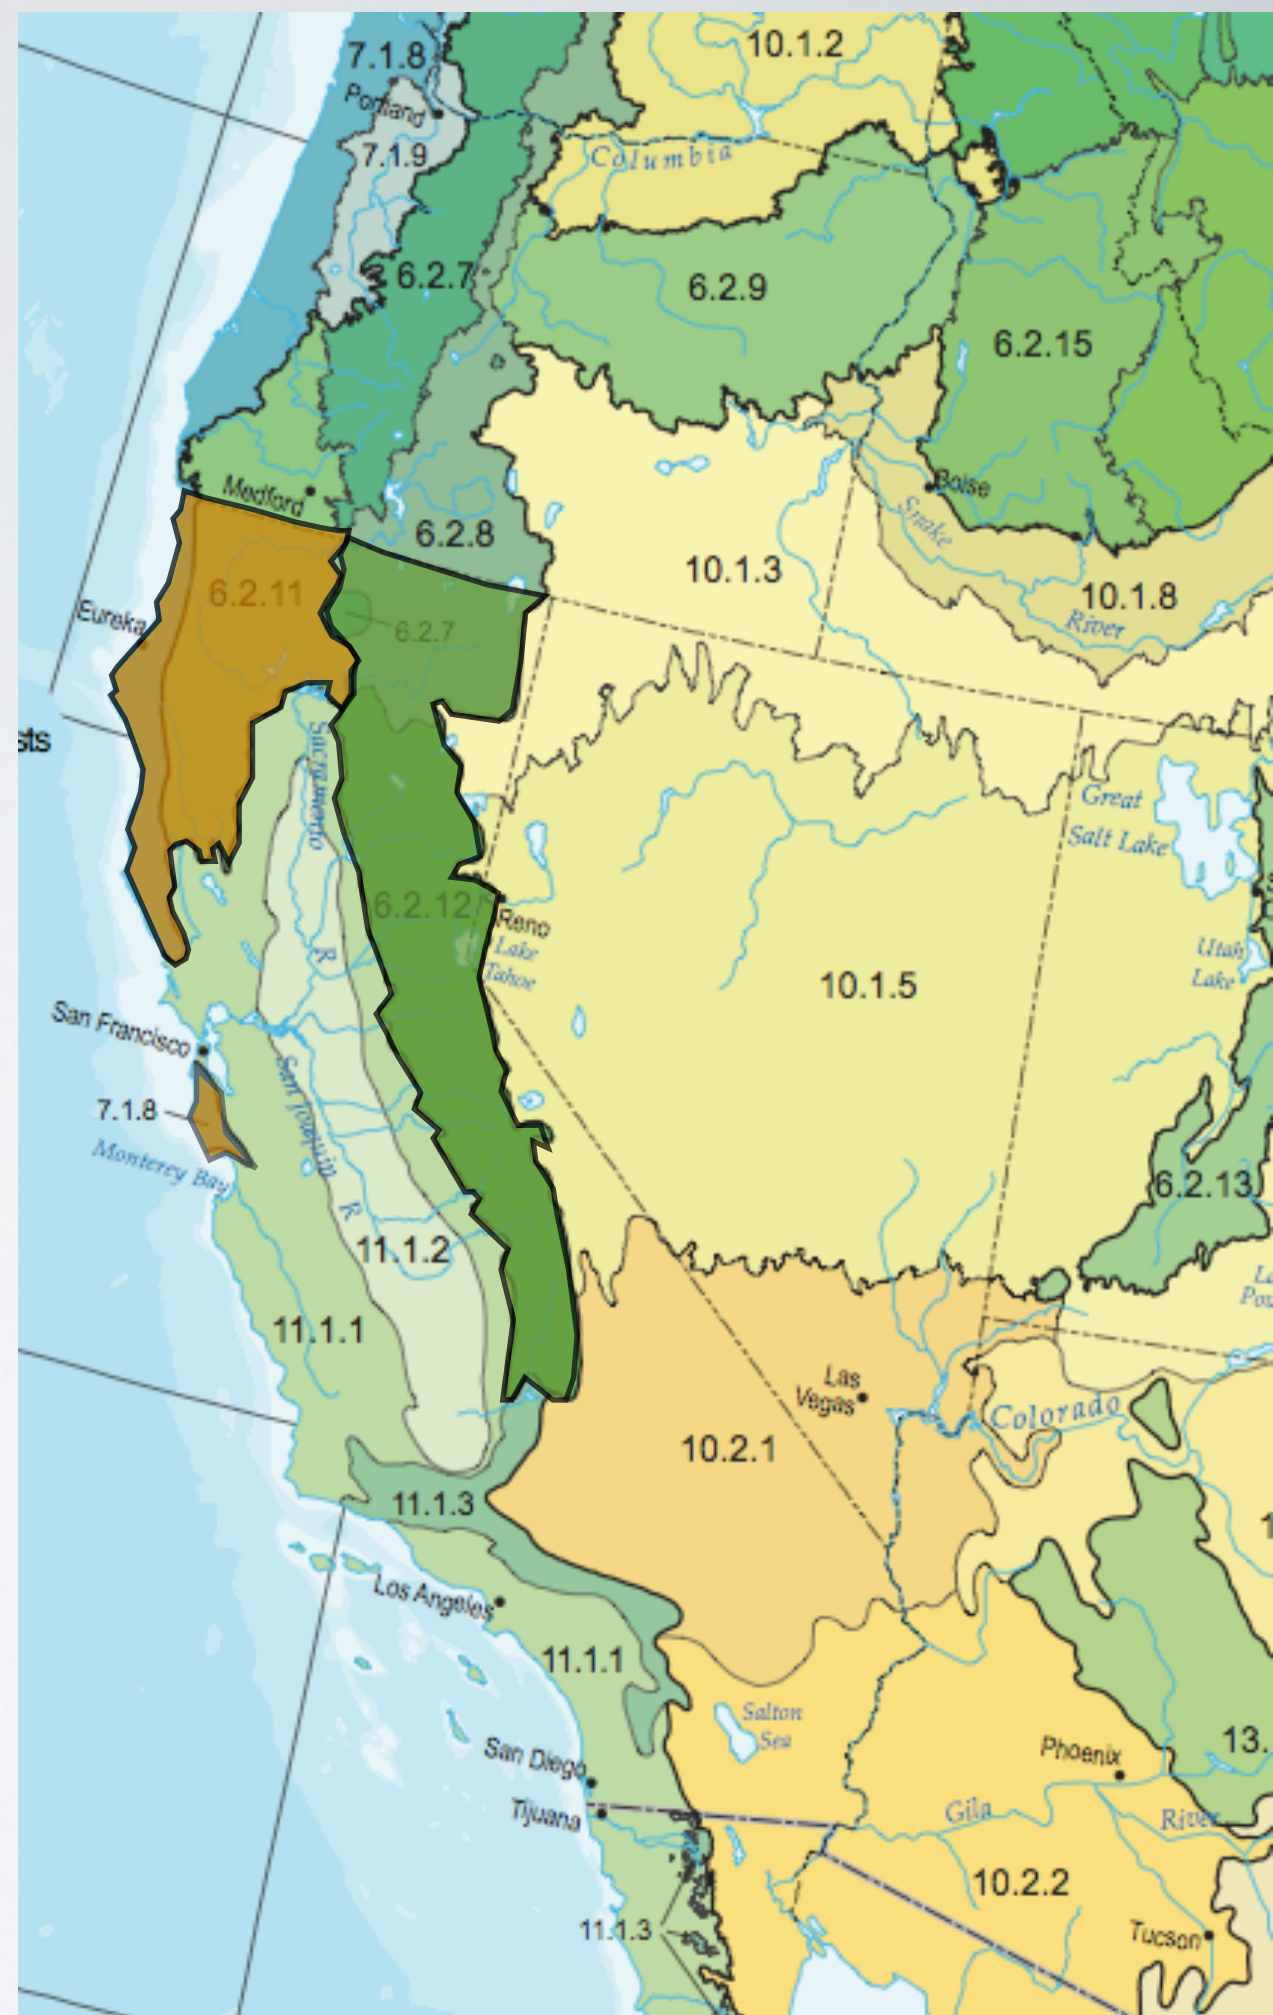 7.1.8
10.1.2
Portland
7.1.9
Columbia
6.2.7
6.2.9
6.2.15
Medford
6.2.8
Boise
Snake
River
10.1.3
10.1.8
6.2.11
6.2.7
Eureka
sts
Sacramento
R
Great
Salt Lake
6.2.12
Reno
Lake
Tahoe
Utah
Lake
10.1.5
San Francisco
San Joaquin
R
7.1.8
Monterey Bay
6.2.13
11.1.2
11.1.1
Las
Vegas
Colorado
10.2.1
11.1.3
Los Angeles
11.1.1
Salton
Sea
San Diego
Phoenix
13.
Tijuana
Gila
River
10.2.2
11.1.3
Tucson